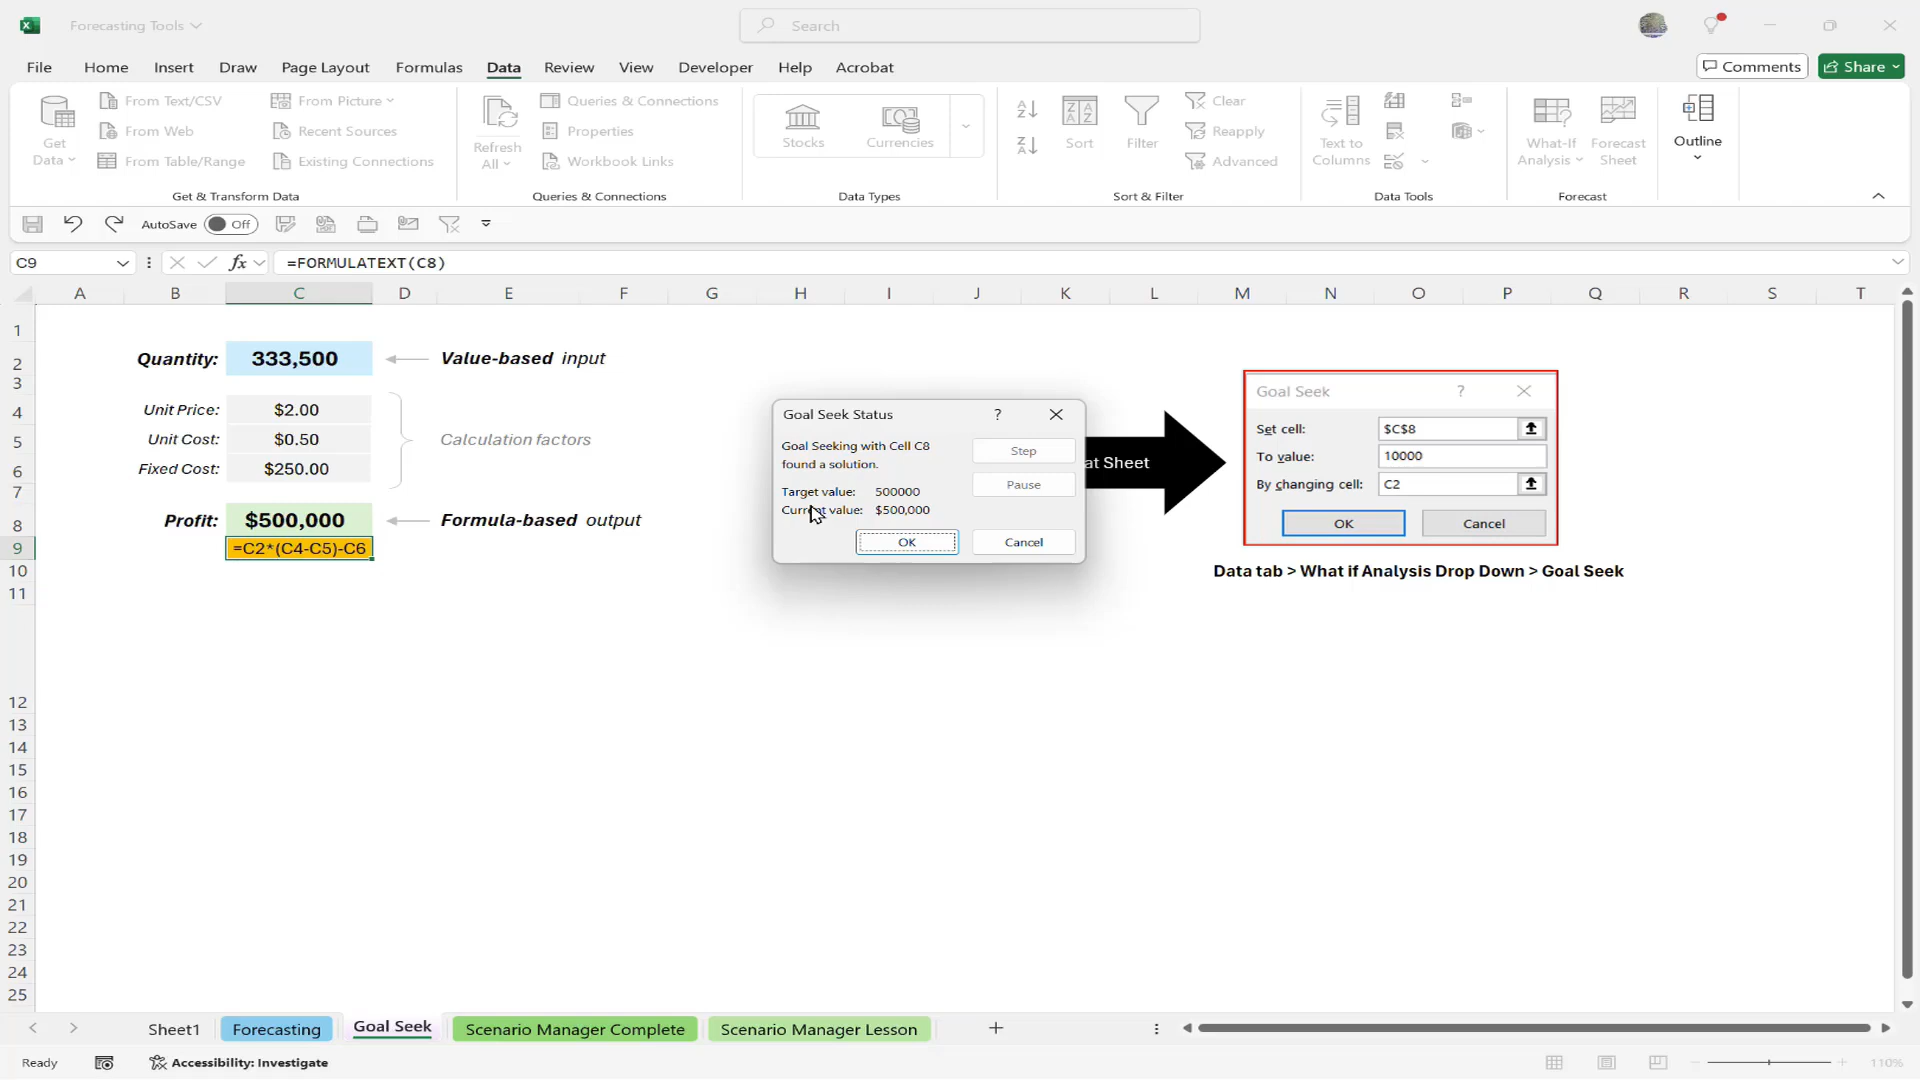 Forecasting Tools
Search
File Home Insert Draw Page Layout Formulas Data Review View Developer Help Acrobat
Comments Share
Get Data
From Text/CSV
From Web
From Table/Range
From Picture
Recent Sources
Existing Connections
Get & Transform Data
Refresh All
Queries & Connections
Properties
Workbook Links
Queries & Connections
Stocks
Currencies
Data Types
Sort
Filter
Clear
Reapply
Advanced
Sort & Filter
Text to Columns
Data Tools
What-If Analysis
Forecast Sheet
Forecast
Outline
AutoSave Off
C9 fx =FORMULATEXT(C8)
A B C D E F G H I J K L M N O P Q R S T
1
2 Quantity: 333,500 Value-based input
3
4 Unit Price: $2.00
5 Unit Cost: $0.50 Calculation factors
6 Fixed Cost: $250.00
7
8 Profit: $500,000 Formula-based output
9 =C2*(C4-C5)-C6
10
11
12
13
14
15
16
17
18
19
20
21
22
23
24
25
Goal Seek Status ?
Goal Seeking with Cell C8
found a solution.
Target value: 500000
Current value: $500,000
Step
Pause
OK Cancel
at Sheet
Goal Seek ?
Set cell: $C$8
To value: 10000
By changing cell: C2
OK Cancel
Data tab > What if Analysis Drop Down > Goal Seek
Sheet1 Forecasting Goal Seek Scenario Manager Complete Scenario Manager Lesson
Ready Accessibility: Investigate 110%